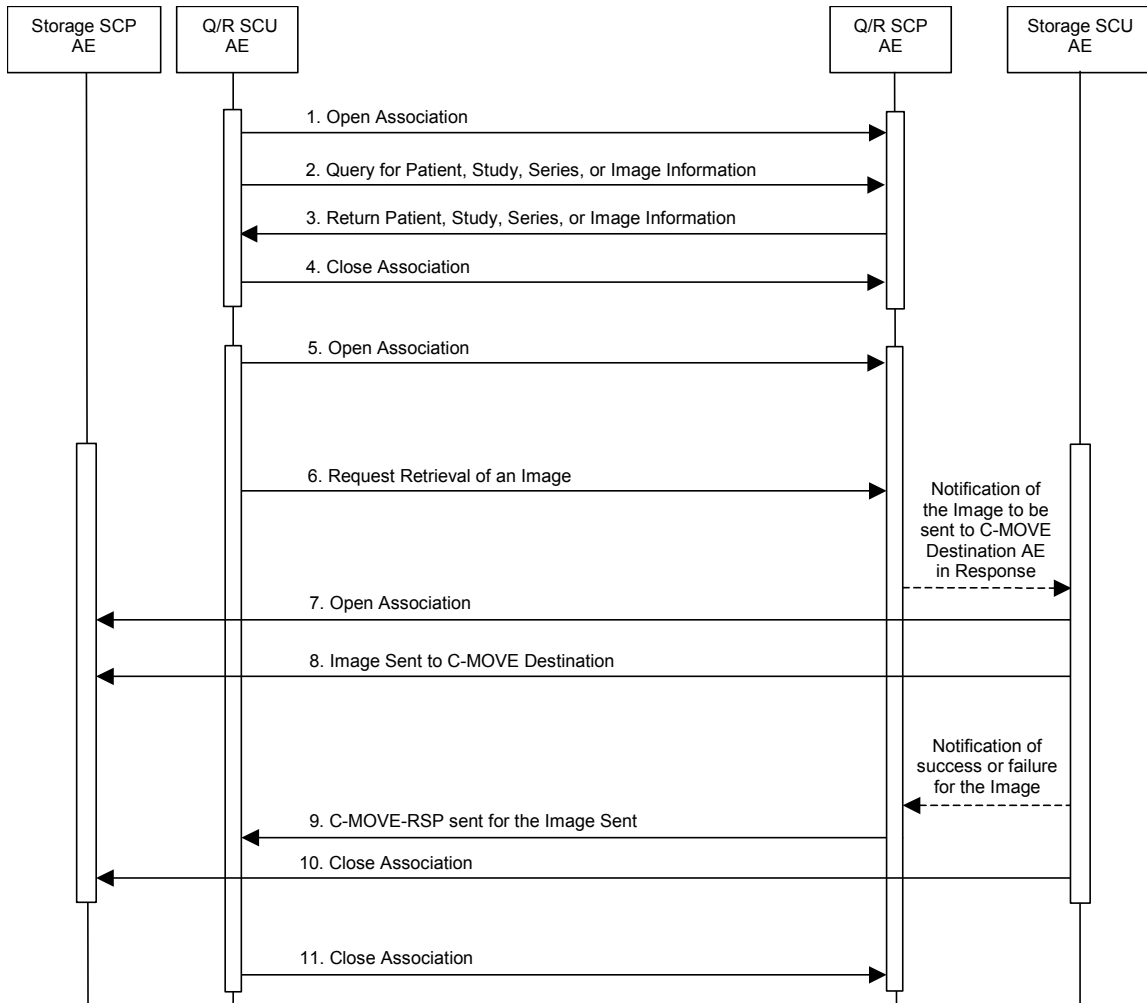 Storage SCP
AE
Q/R SCU
AE
Q/R SCP
AE
Storage SCU
AE
1. Open Association
2. Query for Patient, Study, Series, or Image Information
3. Return Patient, Study, Series, or Image Information
4. Close Association
5. Open Association
6. Request Retrieval of an Image
Notification of
the Image to be
sent to C-MOVE
Destination AE
in Response
7. Open Association
8. Image Sent to C-MOVE Destination
Notification of
success or failure
for the Image
9. C-MOVE-RSP sent for the Image Sent
10. Close Association
11. Close Association